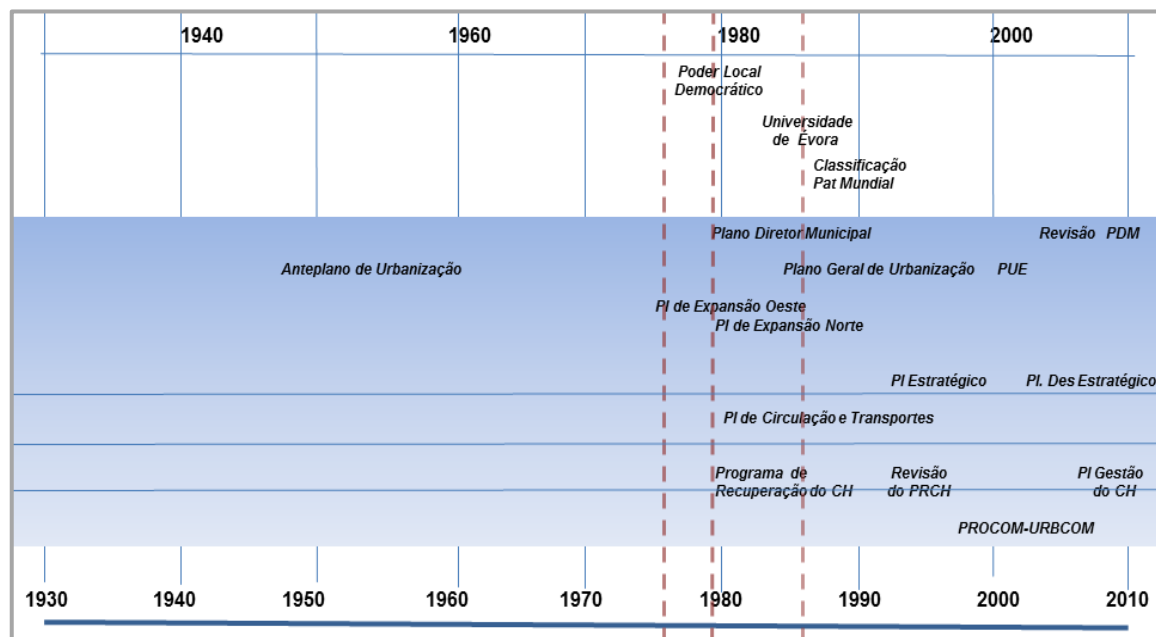 1940 1960 1980 2000
Poder Local
Democrático
Universidade
de Évora
Classificação
Pat Mundial
Plano Diretor Municipal Revisão PDM
Anteplano de Urbanização Plano Geral de Urbanização PUE
Pl de Expansão Oeste
Pl de Expansão Norte
Pl Estratégico Pl. Des Estratégico
Pl de Circulação e Transportes
Programa de
Recuperação do CH
Revisão
do PRCH
Pl Gestão
do CH
PROCOM-URBCOM
1930 1940 1950 1960 1970 1980 1990 2000 2010